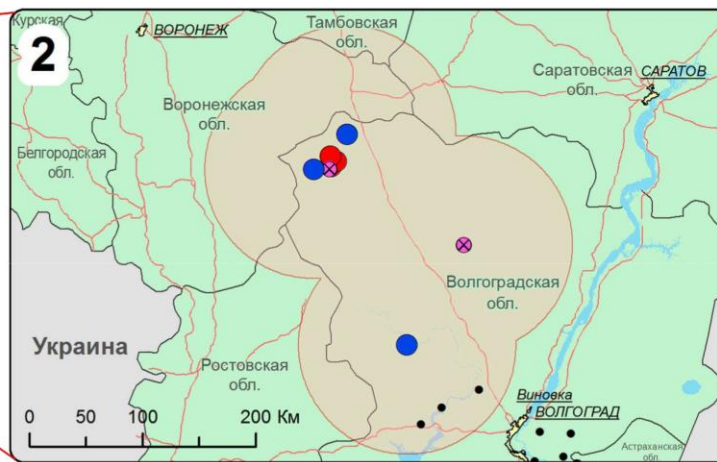 Курская
обл.
2
ВОРОНЕЖ
Тамбовская
обл.
Саратовская
обл.
САРАТОВ
Воронежская
обл.
Белгородская
обл.
Волгоградская
обл.
Украина
Ростовская
обл.
Виновка
ВОЛГОГРАД
Астраханская
обл.
0 50 100 200 Км